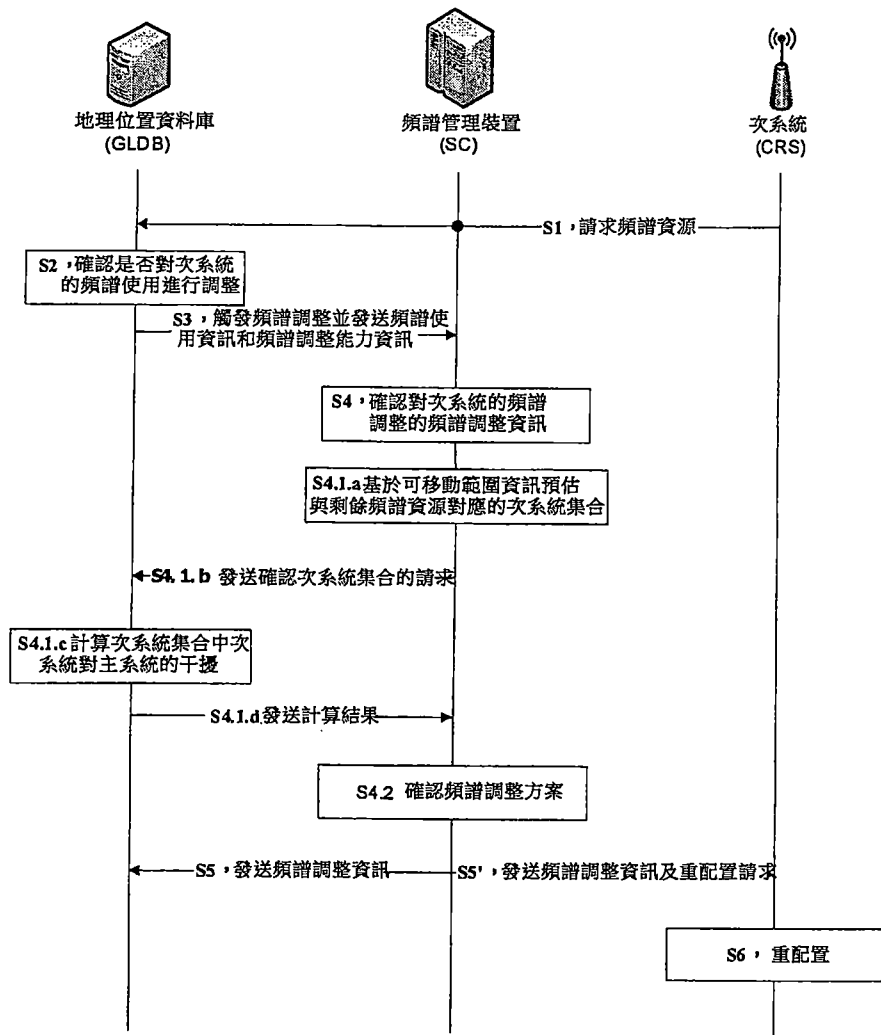 地理位置資料庫
(GLDB)
頻譜管理裝置
(SC)
次系統
(CRS)
S1，請求頻譜資源
S2，確認是否對次系統
的頻譜使用進行調整
S3，觸發頻譜調整並發送頻譜使
用資訊和頻譜調整能力資訊
S4，確認對次系統的頻譜
調整的頻譜調整資訊
S4.1.a基於可移動範圍資訊預估
與剩餘頻譜資源對應的次系統集合
S4.1.b 發送確認次系統集合的請求
S4.1.c計算次系統集合中次
系統對主系統的干擾
S4.1.d發送計算結果
S4.2 確認頻譜調整方案
S5，發送頻譜調整資訊
S5'，發送頻譜調整資訊及重配置請求
S6，重配置